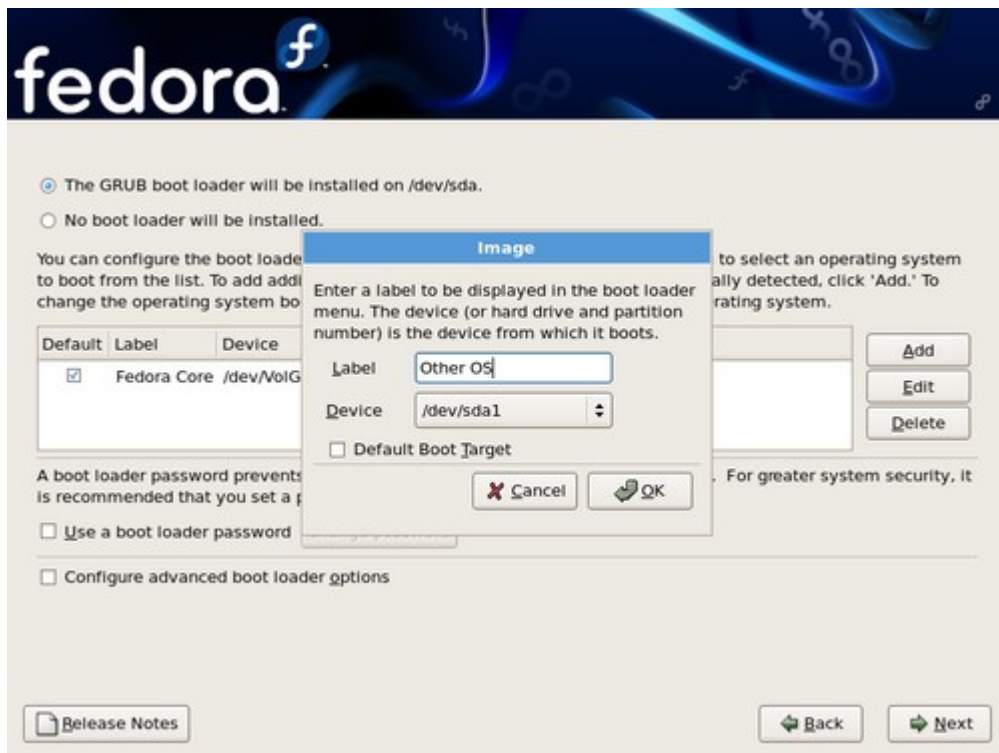 fedora
The GRUB boot loader will be installed on /dev/sda.
No boot loader will be installed.
You can configure the boot loade
to select an operating system
to boot from the list. To add addi
ally detected, click 'Add.' To
change the operating system bo
rating system.
Default Label Device
Fedora Core /dev/VolG
Add
Edit
Delete
Image
Enter a label to be displayed in the boot loader
menu. The device (or hard drive and partition
number) is the device from which it boots.
Label Other OS
Device /dev/sda1
Default Boot Target
Cancel OK
A boot loader password prevents
. For greater system security, it
is recommended that you set a p
Use a boot loader password
Configure advanced boot loader options
Release Notes Back Next